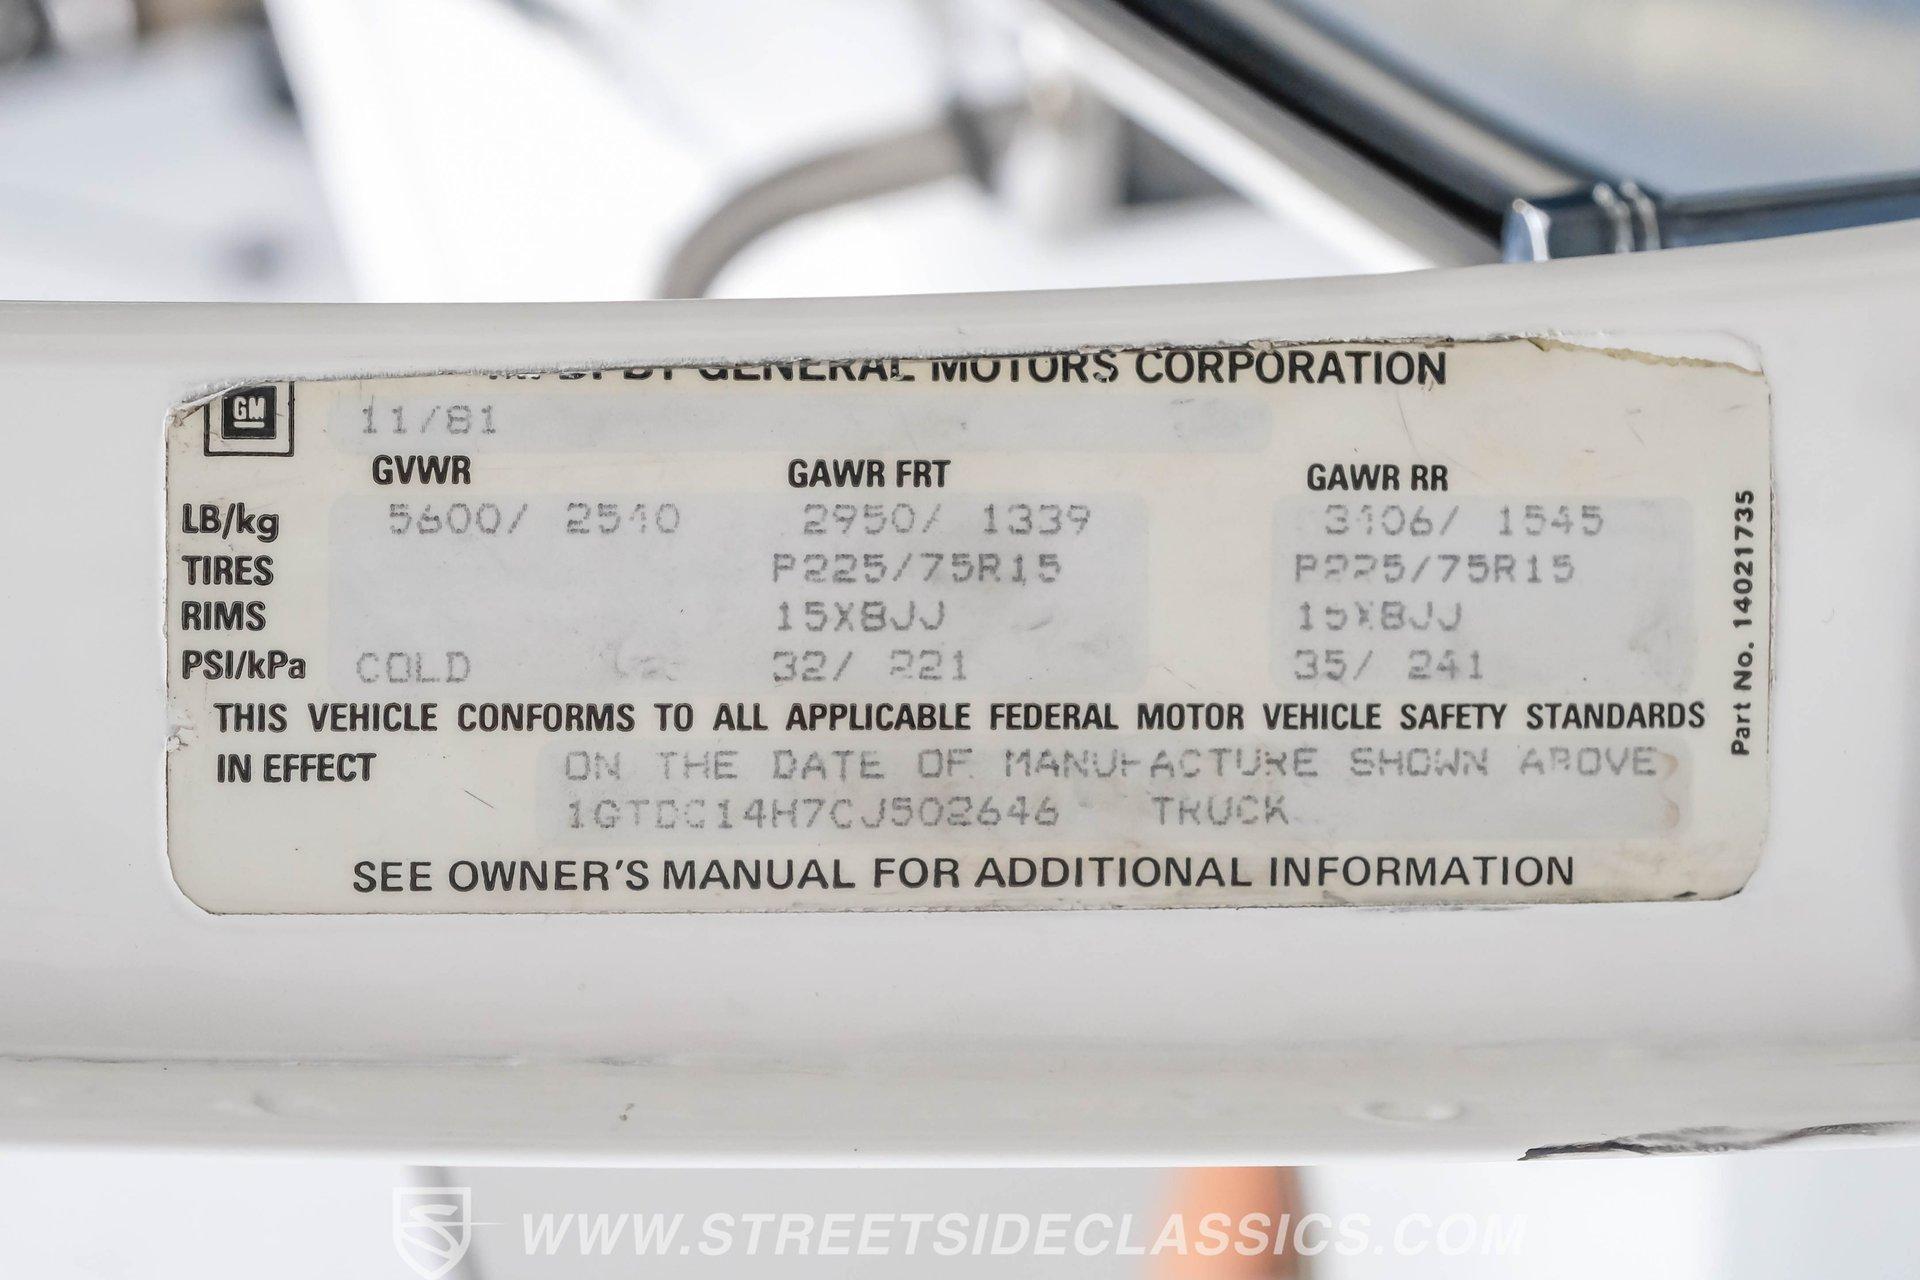 BY GENERAL MOTORS CORPORATION
GM
11/81
GVWR GAWR FRT GAWR RR
LB/kg 5600/ 2540 2950/ 1339 3406/ 1545
TIRES P225/75R15 P225/75R15
RIMS 15X8JJ 15X8JJ
PSI/kPa COLD 32/ 221 35/ 241
THIS VEHICLE CONFORMS TO ALL APPLICABLE FEDERAL MOTOR VEHICLE SAFETY STANDARDS
IN EFFECT ON THE DATE OF MANUFACTURE SHOWN ABOVE
1GTDC14H7CJ502646 TRUCK
SEE OWNER'S MANUAL FOR ADDITIONAL INFORMATION
Part No. 14021735
WWW.STREETSIDECLASSICS.COM